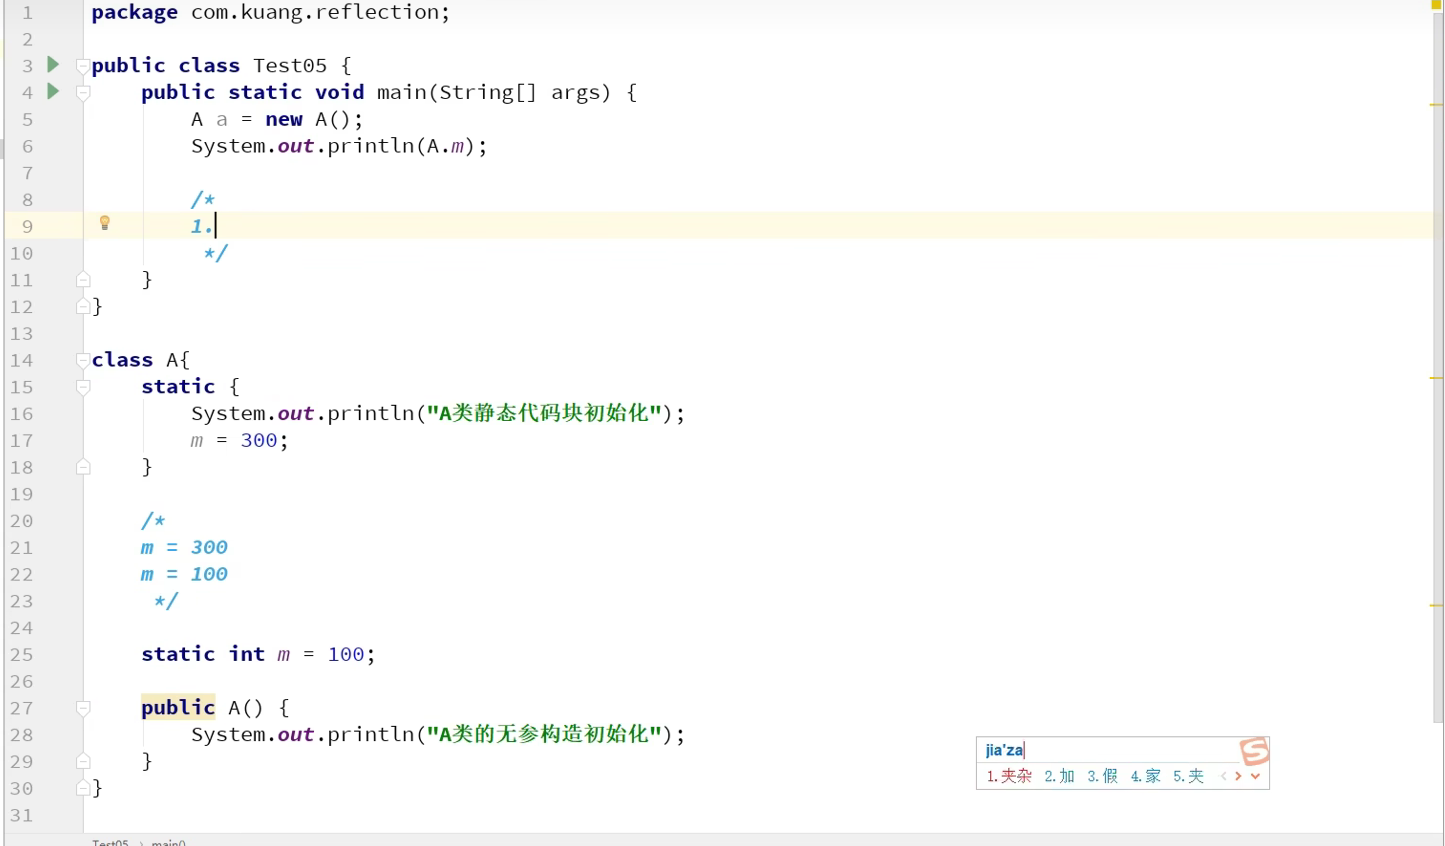 1 package com.kuang.reflection;
2
3 public class Test05 {
4 public static void main(String[] args) {
5 A a = new A();
6 System.out.println(A.m);
7
8 /*
9 1.
10 */
11 }
12 }
13
14 class A{
15 static {
16 System.out.println("A类静态代码块初始化");
17 m = 300;
18 }
19
20 /*
21 m = 300
22 m = 100
23 */
24
25 static int m = 100;
26
27 public A() {
28 System.out.println("A类的无参构造初始化");
29 }
30 }
31
jia'za
1.夹杂 2.加 3.假 4.家 5.夹
Test05 › main()